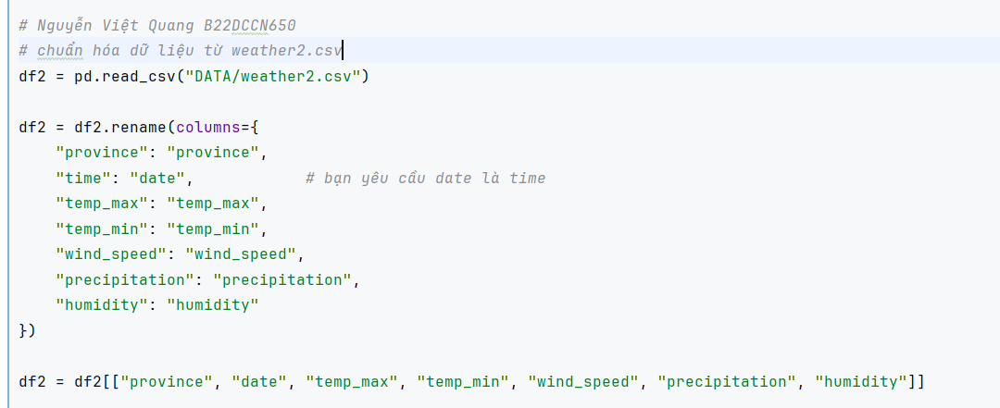 # Nguyễn Việt Quang B22DCCN650
# chuẩn hóa dữ liệu từ weather2.csv
df2 = pd.read_csv("DATA/weather2.csv")
df2 = df2.rename(columns={
"province": "province",
"time": "date", # bạn yêu cầu date là time
"temp_max": "temp_max",
"temp_min": "temp_min",
"wind_speed": "wind_speed",
"precipitation": "precipitation",
"humidity": "humidity"
})
df2 = df2[["province", "date", "temp_max", "temp_min", "wind_speed", "precipitation", "humidity"]]